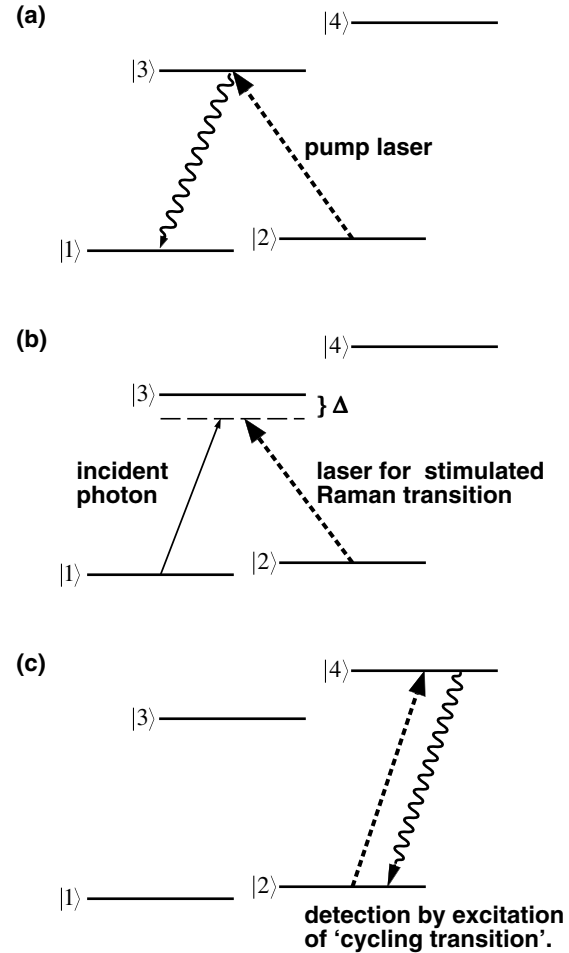 (a)
|4⟩
|3⟩
pump laser
|2⟩
|1⟩
(b)
|4⟩
|3⟩
} Δ
incident
photon
laser for stimulated
Raman transition
|2⟩
|1⟩
(c)
|4⟩
|3⟩
|2⟩
|1⟩
detection by excitation
of ‘cycling transition’.